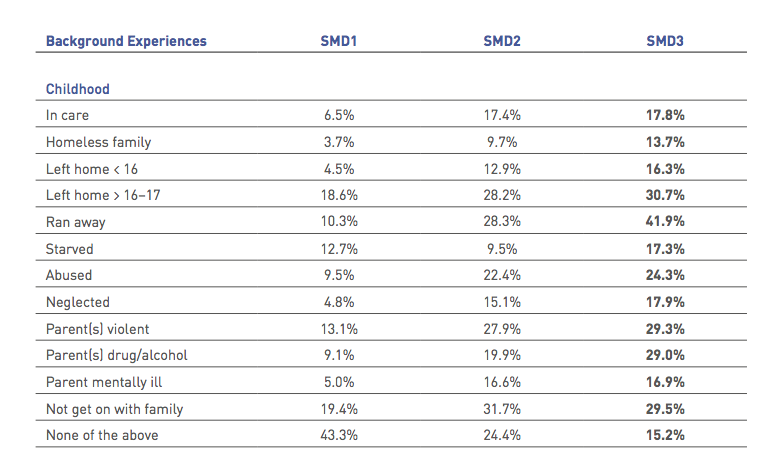 Background Experiences SMD1 SMD2 SMD3
Childhood
In care 6.5% 17.4% 17.8%
Homeless family 3.7% 9.7% 13.7%
Left home < 16 4.5% 12.9% 16.3%
Left home > 16–17 18.6% 28.2% 30.7%
Ran away 10.3% 28.3% 41.9%
Starved 12.7% 9.5% 17.3%
Abused 9.5% 22.4% 24.3%
Neglected 4.8% 15.1% 17.9%
Parent(s) violent 13.1% 27.9% 29.3%
Parent(s) drug/alcohol 9.1% 19.9% 29.0%
Parent mentally ill 5.0% 16.6% 16.9%
Not get on with family 19.4% 31.7% 29.5%
None of the above 43.3% 24.4% 15.2%